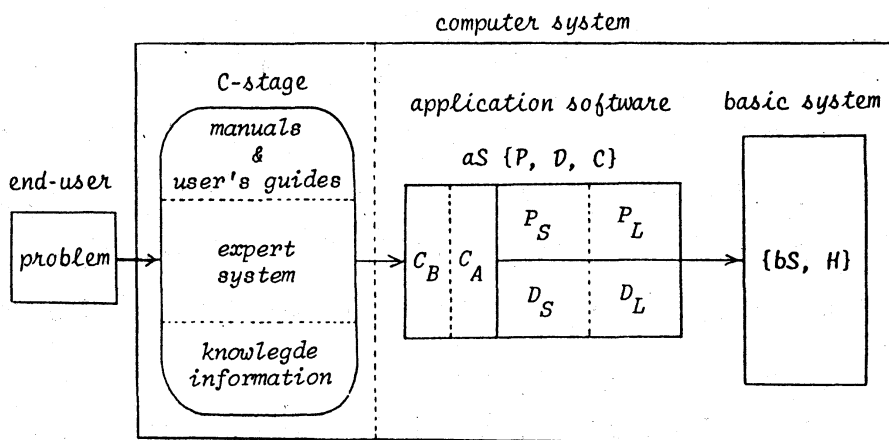 computer system
C-stage
application software
basic system
manuals
&
user's guides
aS {P, D, C}
end-user
problem
expert
system
C_B
C_A
P_S
P_L
D_S
D_L
{bS, H}
knowlegde
information